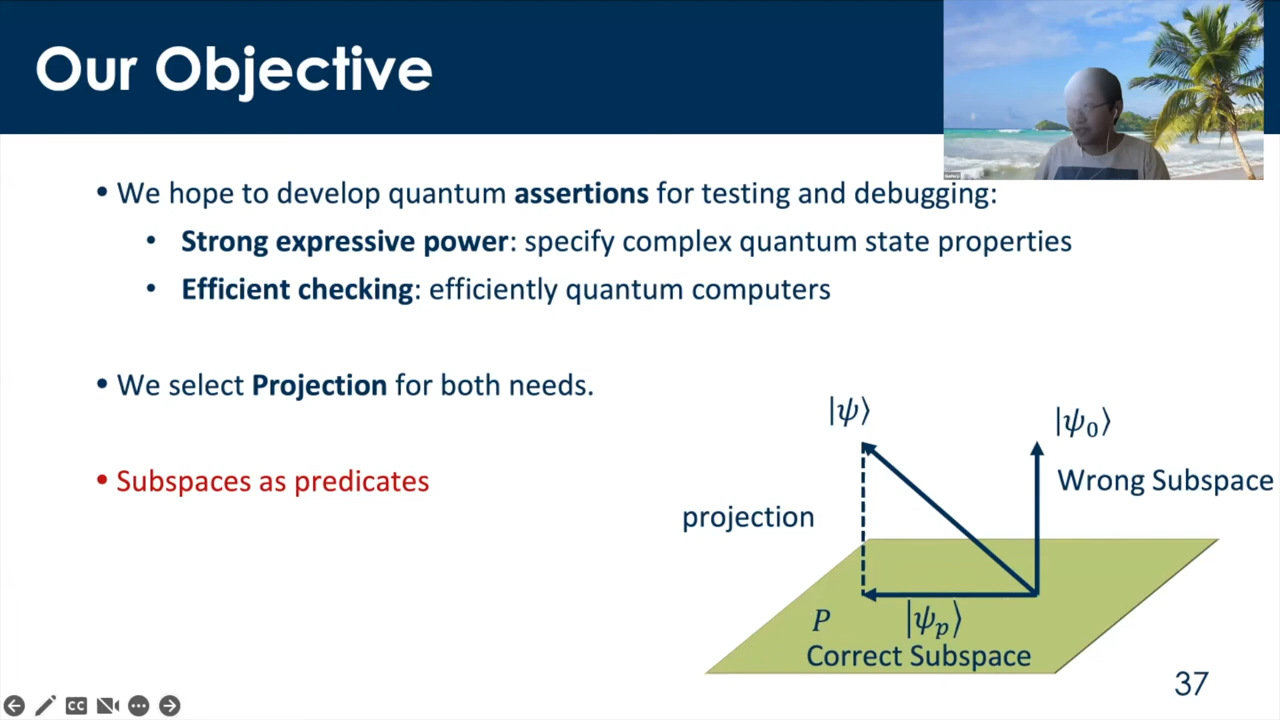 Our Objective
• We hope to develop quantum assertions for testing and debugging:
• Strong expressive power: specify complex quantum state properties
• Efficient checking: efficiently quantum computers
• We select Projection for both needs.
• Subspaces as predicates
|ψ⟩
|ψ₀⟩
Wrong Subspace
projection
P
|ψₚ⟩
Correct Subspace
37
CC